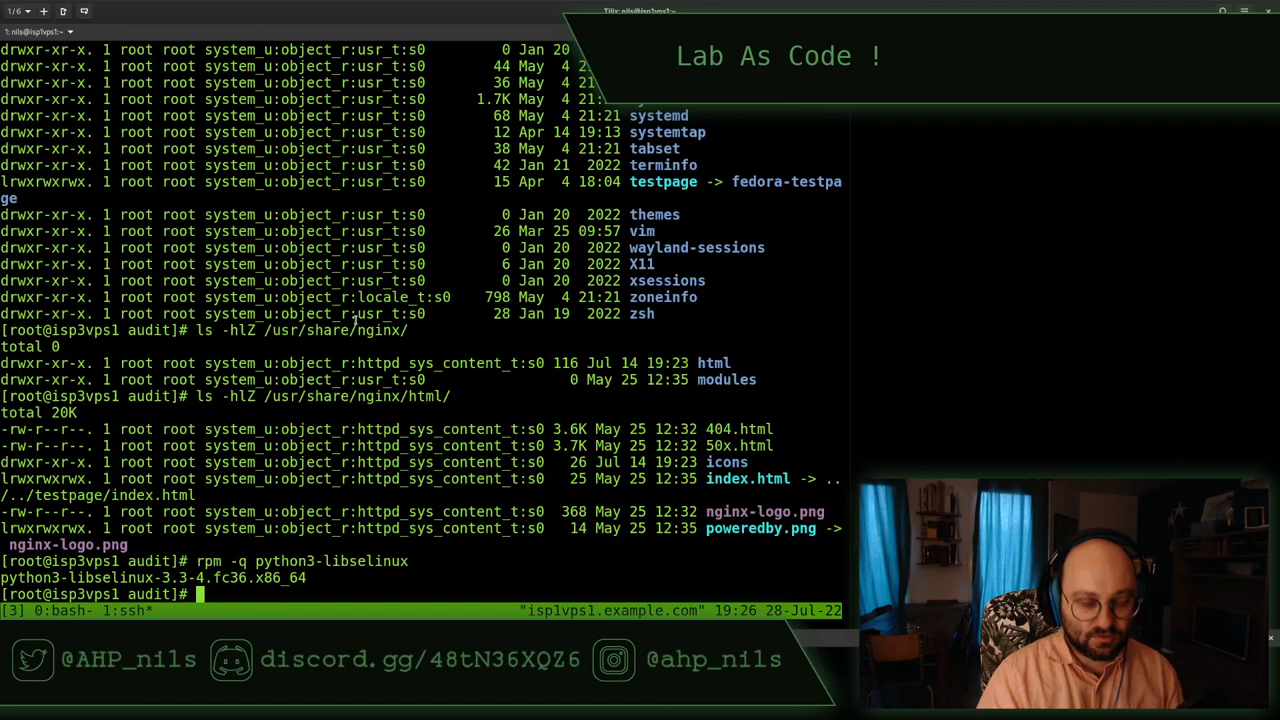 1/6
Tilix: nils@isp1vps1:~
1: nils@isp1vps1:~
Lab As Code !
drwxr-xr-x. 1 root root system_u:object_r:usr_t:s0 0 Jan 20
drwxr-xr-x. 1 root root system_u:object_r:usr_t:s0 44 May 4 2
drwxr-xr-x. 1 root root system_u:object_r:usr_t:s0 36 May 4 21
drwxr-xr-x. 1 root root system_u:object_r:usr_t:s0 1.7K May 4 21:
drwxr-xr-x. 1 root root system_u:object_r:usr_t:s0 68 May 4 21:21 systemd
drwxr-xr-x. 1 root root system_u:object_r:usr_t:s0 12 Apr 14 19:13 systemtap
drwxr-xr-x. 1 root root system_u:object_r:usr_t:s0 38 May 4 21:21 tabset
drwxr-xr-x. 1 root root system_u:object_r:usr_t:s0 42 Jan 21 2022 terminfo
lrwxrwxrwx. 1 root root system_u:object_r:usr_t:s0 15 Apr 4 18:04 testpage -> fedora-testpa
ge
drwxr-xr-x. 1 root root system_u:object_r:usr_t:s0 0 Jan 20 2022 themes
drwxr-xr-x. 1 root root system_u:object_r:usr_t:s0 26 Mar 25 09:57 vim
drwxr-xr-x. 1 root root system_u:object_r:usr_t:s0 0 Jan 20 2022 wayland-sessions
drwxr-xr-x. 1 root root system_u:object_r:usr_t:s0 6 Jan 20 2022 X11
drwxr-xr-x. 1 root root system_u:object_r:usr_t:s0 0 Jan 20 2022 xsessions
drwxr-xr-x. 1 root root system_u:object_r:locale_t:s0 798 May 4 21:21 zoneinfo
drwxr-xr-x. 1 root root system_u:object_r:usr_t:s0 28 Jan 19 2022 zsh
[root@isp3vps1 audit]# ls -hlZ /usr/share/nginx/
total 0
drwxr-xr-x. 1 root root system_u:object_r:httpd_sys_content_t:s0 116 Jul 14 19:23 html
drwxr-xr-x. 1 root root system_u:object_r:usr_t:s0 0 May 25 12:35 modules
[root@isp3vps1 audit]# ls -hlZ /usr/share/nginx/html/
total 20K
-rw-r--r--. 1 root root system_u:object_r:httpd_sys_content_t:s0 3.6K May 25 12:32 404.html
-rw-r--r--. 1 root root system_u:object_r:httpd_sys_content_t:s0 3.7K May 25 12:32 50x.html
drwxr-xr-x. 1 root root system_u:object_r:httpd_sys_content_t:s0 26 Jul 14 19:23 icons
lrwxrwxrwx. 1 root root system_u:object_r:httpd_sys_content_t:s0 25 May 25 12:35 index.html -> ..
/../testpage/index.html
-rw-r--r--. 1 root root system_u:object_r:httpd_sys_content_t:s0 368 May 25 12:32 nginx-logo.png
lrwxrwxrwx. 1 root root system_u:object_r:httpd_sys_content_t:s0 14 May 25 12:35 poweredby.png ->
nginx-logo.png
[root@isp3vps1 audit]# rpm -q python3-libselinux
python3-libselinux-3.3-4.fc36.x86_64
[root@isp3vps1 audit]#
[3] 0:bash- 1:ssh* "isp1vps1.example.com" 19:26 28-Jul-22
@AHP_nils discord.gg/48tN36XQZ6 @ahp_nils